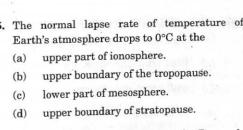 . The normal lapse rate of temperature of
Earth's atmosphere drops to 0°C at the
(a) upper part of ionosphere.
(b) upper boundary of the tropopause.
(c) lower part of mesosphere.
(d) upper boundary of stratopause.